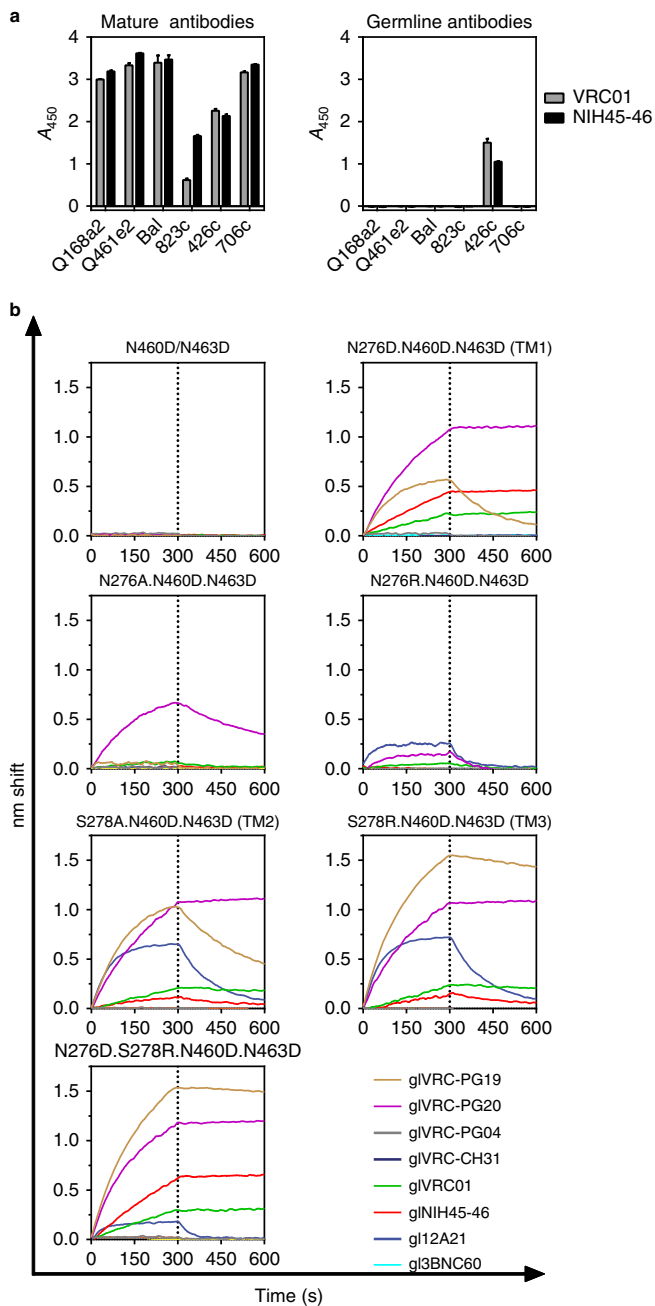 a
Mature antibodies
Germline antibodies
4
3
2
1
0
A450
Q168a2
Q461e2
Bal
823c
426c
706c
4
3
2
1
0
A450
Q168a2
Q461e2
Bal
823c
426c
706c
VRC01
NIH45-46
b
nm shift
N460D/N463D
1.5
1.0
0.5
0.0
0 150 300 450 600
N276D.N460D.N463D (TM1)
1.5
1.0
0.5
0.0
0 150 300 450 600
N276A.N460D.N463D
1.5
1.0
0.5
0.0
0 150 300 450 600
N276R.N460D.N463D
1.5
1.0
0.5
0.0
0 150 300 450 600
S278A.N460D.N463D (TM2)
1.5
1.0
0.5
0.0
0 150 300 450 600
S278R.N460D.N463D (TM3)
1.5
1.0
0.5
0.0
0 150 300 450 600
N276D.S278R.N460D.N463D
1.5
1.0
0.5
0.0
0 150 300 450 600
glVRC-PG19
glVRC-PG20
glVRC-PG04
glVRC-CH31
glVRC01
glNIH45-46
gl12A21
gl3BNC60
Time (s)